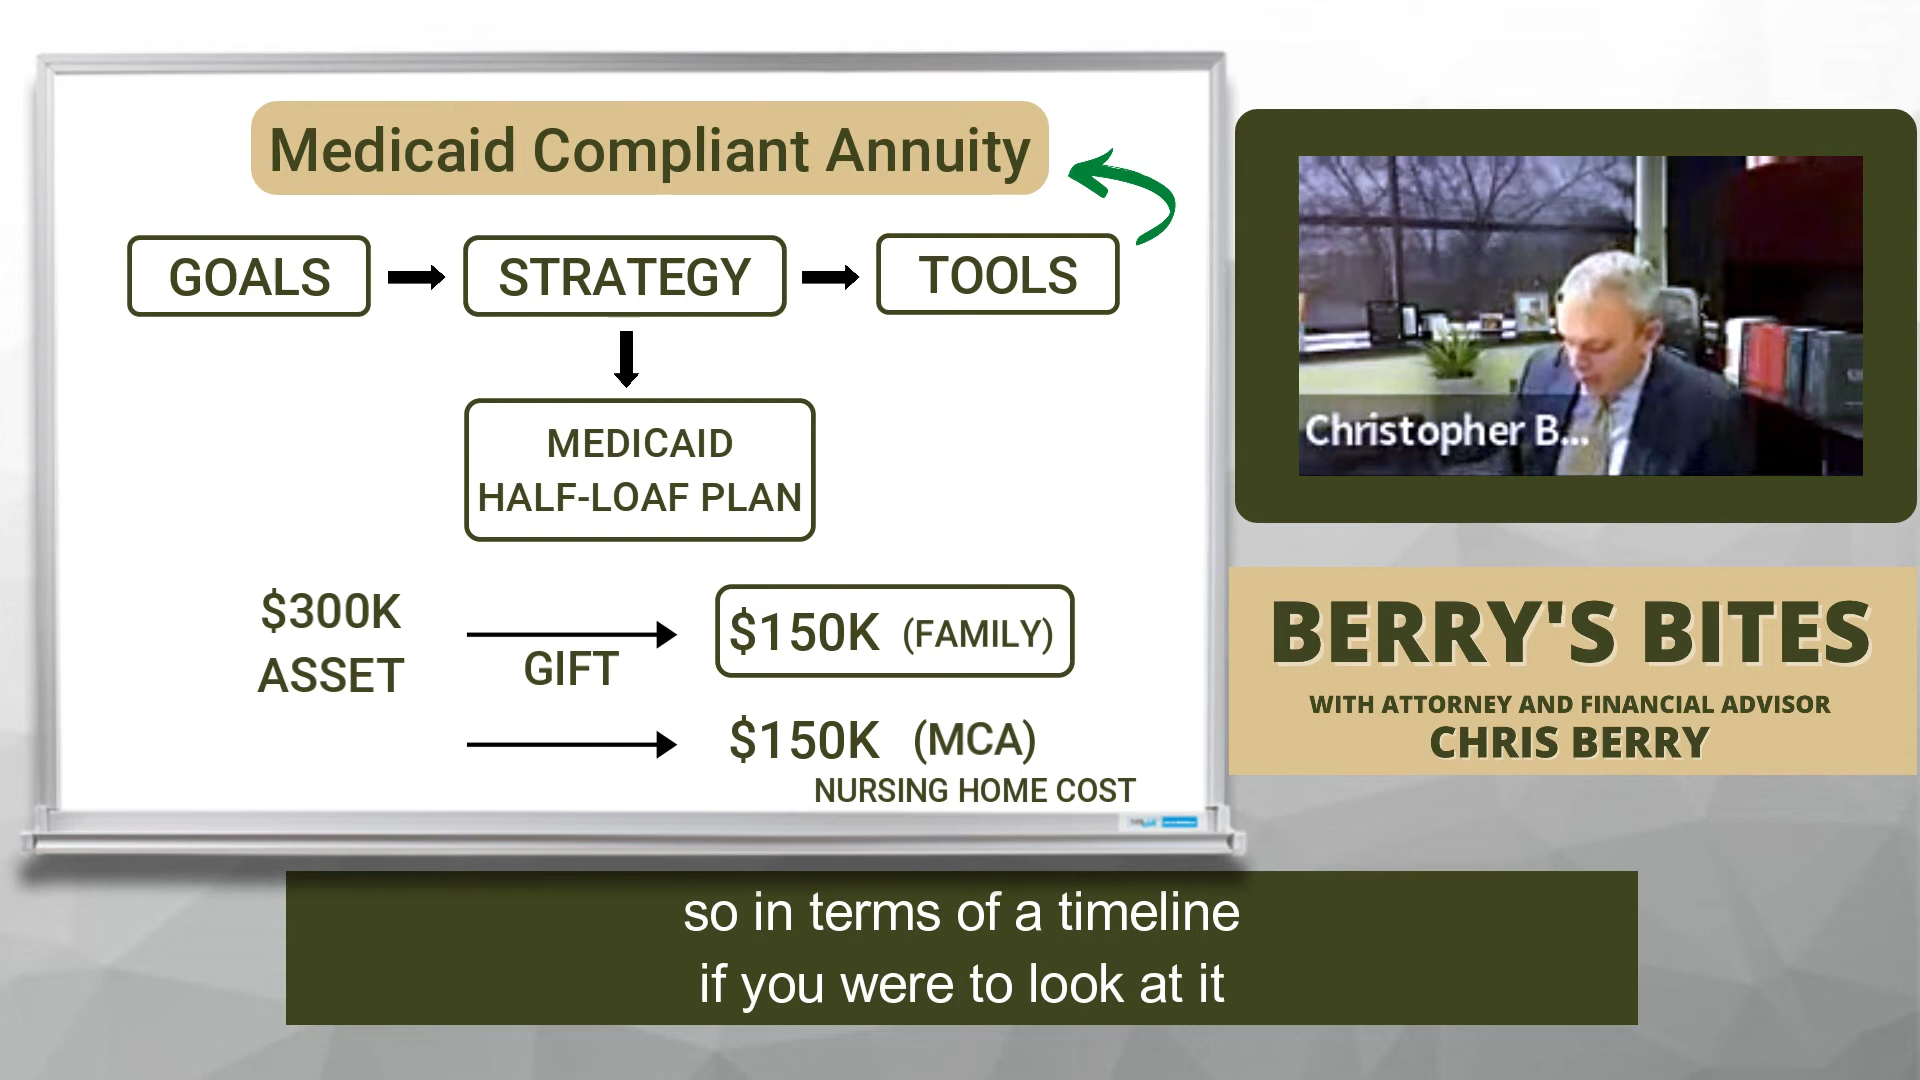 Medicaid Compliant Annuity
GOALS
STRATEGY
TOOLS
MEDICAID
HALF-LOAF PLAN
$300K
ASSET
GIFT
$150K (FAMILY)
$150K (MCA)
NURSING HOME COST
Christopher B...
BERRY'S BITES
WITH ATTORNEY AND FINANCIAL ADVISOR
CHRIS BERRY
so in terms of a timeline
if you were to look at it